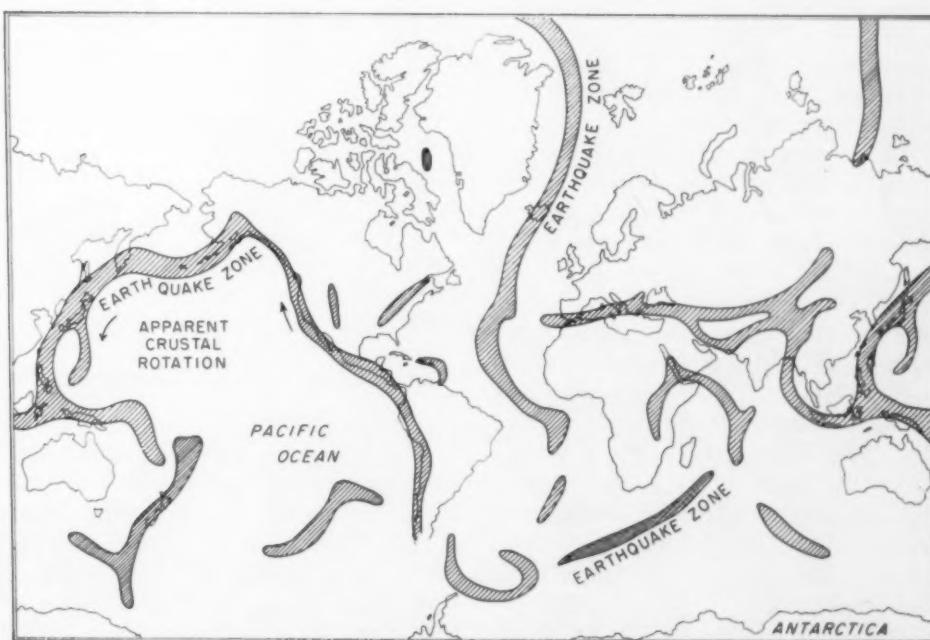 EARTHQUAKE ZONE
EARTHQUAKE ZONE
APPARENT
CRUSTAL
ROTATION
PACIFIC
OCEAN
EARTHQUAKE ZONE
ANTARCTICA